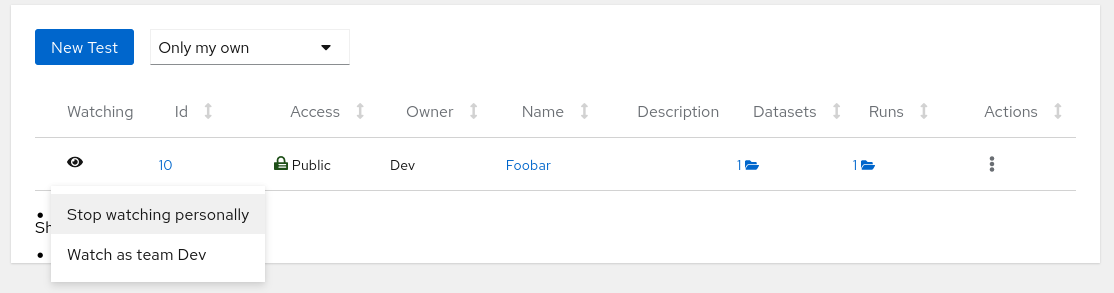 New Test Only my own
Watching Id Access Owner Name Description Datasets Runs Actions
10 Public Dev Foobar 1 1
Stop watching personally
Sh
Watch as team Dev